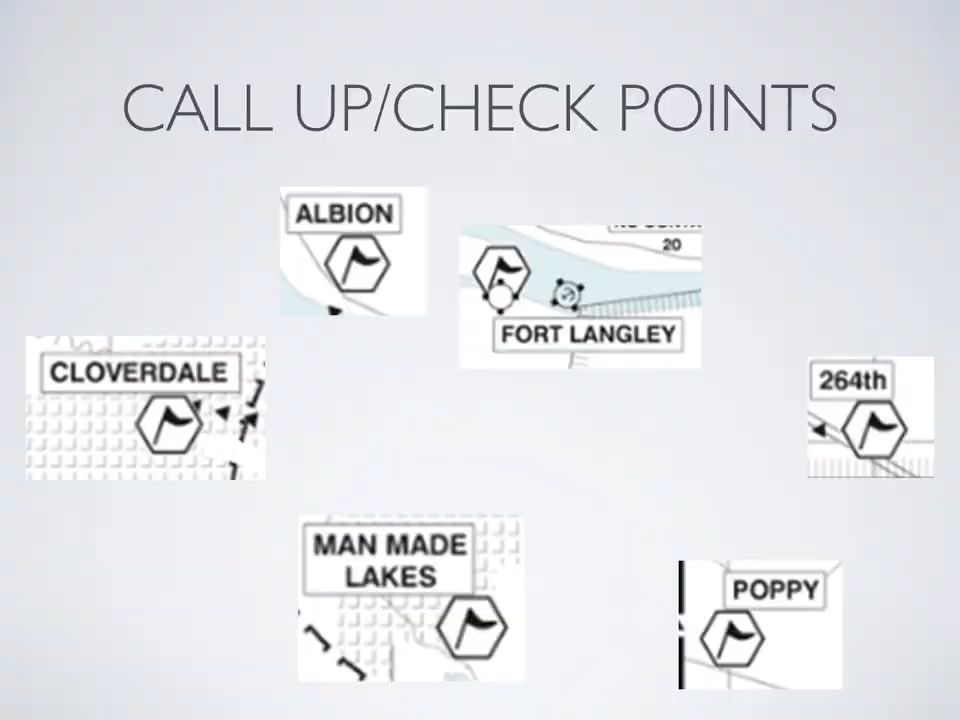 CALL UP/CHECK POINTS
ALBION
20
FORT LANGLEY
CLOVERDALE
264th
MAN MADE
LAKES
POPPY